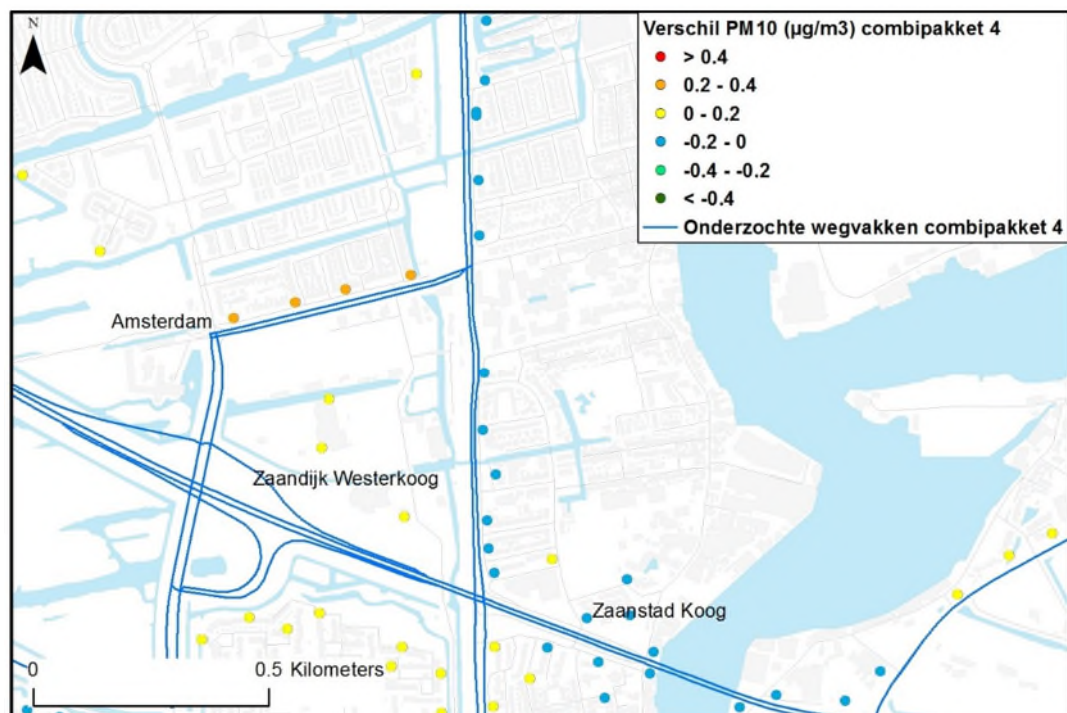 N
Verschil PM10 (µg/m3) combipakket 4
> 0.4
0.2 - 0.4
0 - 0.2
-0.2 - 0
-0.4 - -0.2
< -0.4
Onderzochte wegvakken combipakket 4
Amsterdam
Zaandijk Westerkoog
Zaanstad Koog
0 0.5 Kilometers